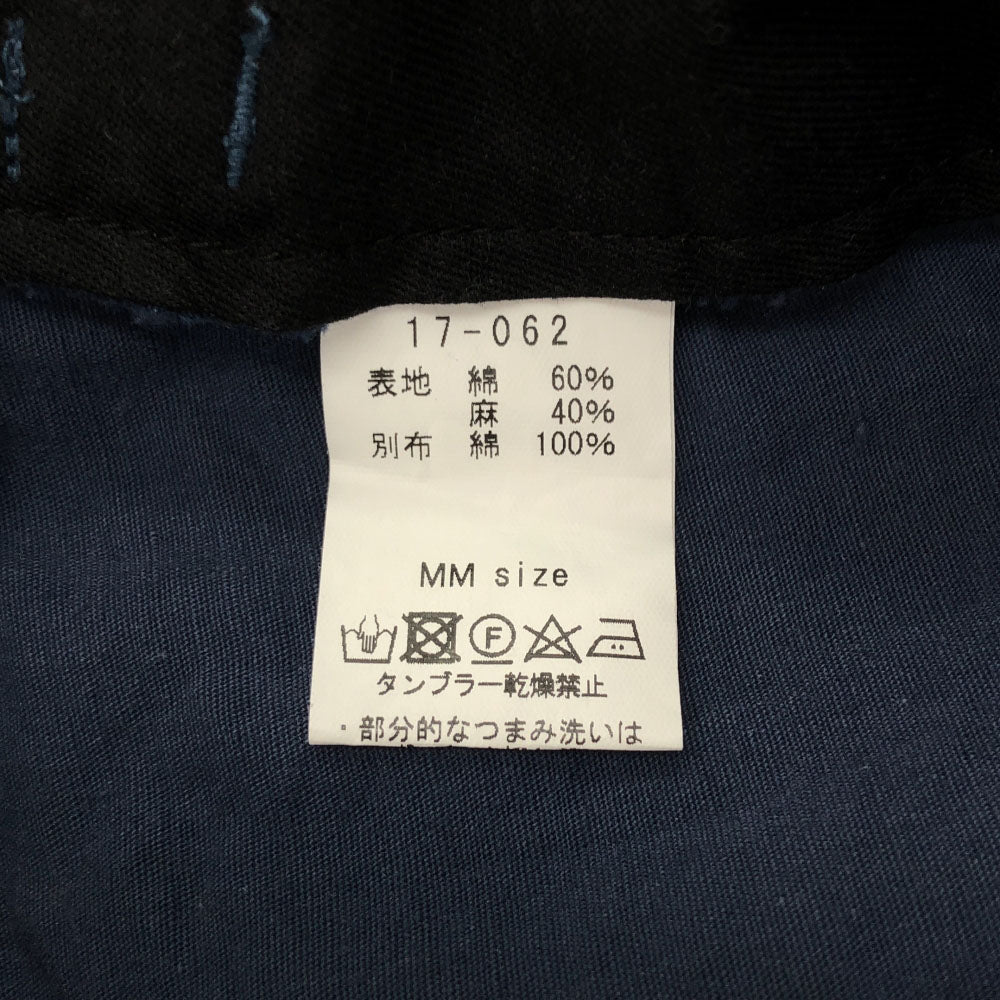 17-062
表地 綿 60%
麻 40%
別布 綿 100%
MM size
F
タンブラー乾燥禁止
・部分的なつまみ洗いは